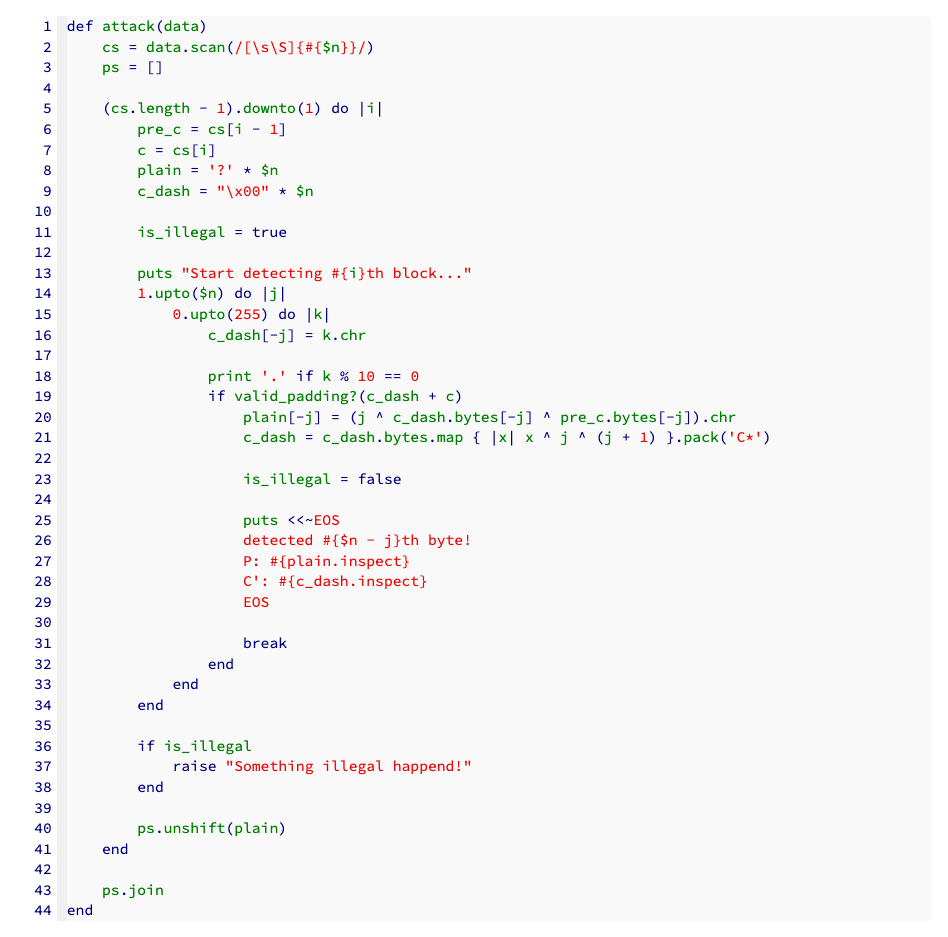 1 def attack(data)
2     cs = data.scan(/[\s\S]{#{$n}}/)
3     ps = []
4
5     (cs.length - 1).downto(1) do |i|
6         pre_c = cs[i - 1]
7         c = cs[i]
8         plain = '?' * $n
9         c_dash = "\x00" * $n
10
11         is_illegal = true
12
13         puts "Start detecting #{i}th block..."
14         1.upto($n) do |j|
15             0.upto(255) do |k|
16                 c_dash[-j] = k.chr
17
18                 print '.' if k % 10 == 0
19                 if valid_padding?(c_dash + c)
20                     plain[-j] = (j ^ c_dash.bytes[-j] ^ pre_c.bytes[-j]).chr
21                     c_dash = c_dash.bytes.map { |x| x ^ j ^ (j + 1) }.pack('C*')
22
23                     is_illegal = false
24
25                     puts <<~EOS
26                     detected #{$n - j}th byte!
27                     P: #{plain.inspect}
28                     C': #{c_dash.inspect}
29                     EOS
30
31                     break
32                 end
33             end
34         end
35
36         if is_illegal
37             raise "Something illegal happend!"
38         end
39
40         ps.unshift(plain)
41     end
42
43     ps.join
44 end